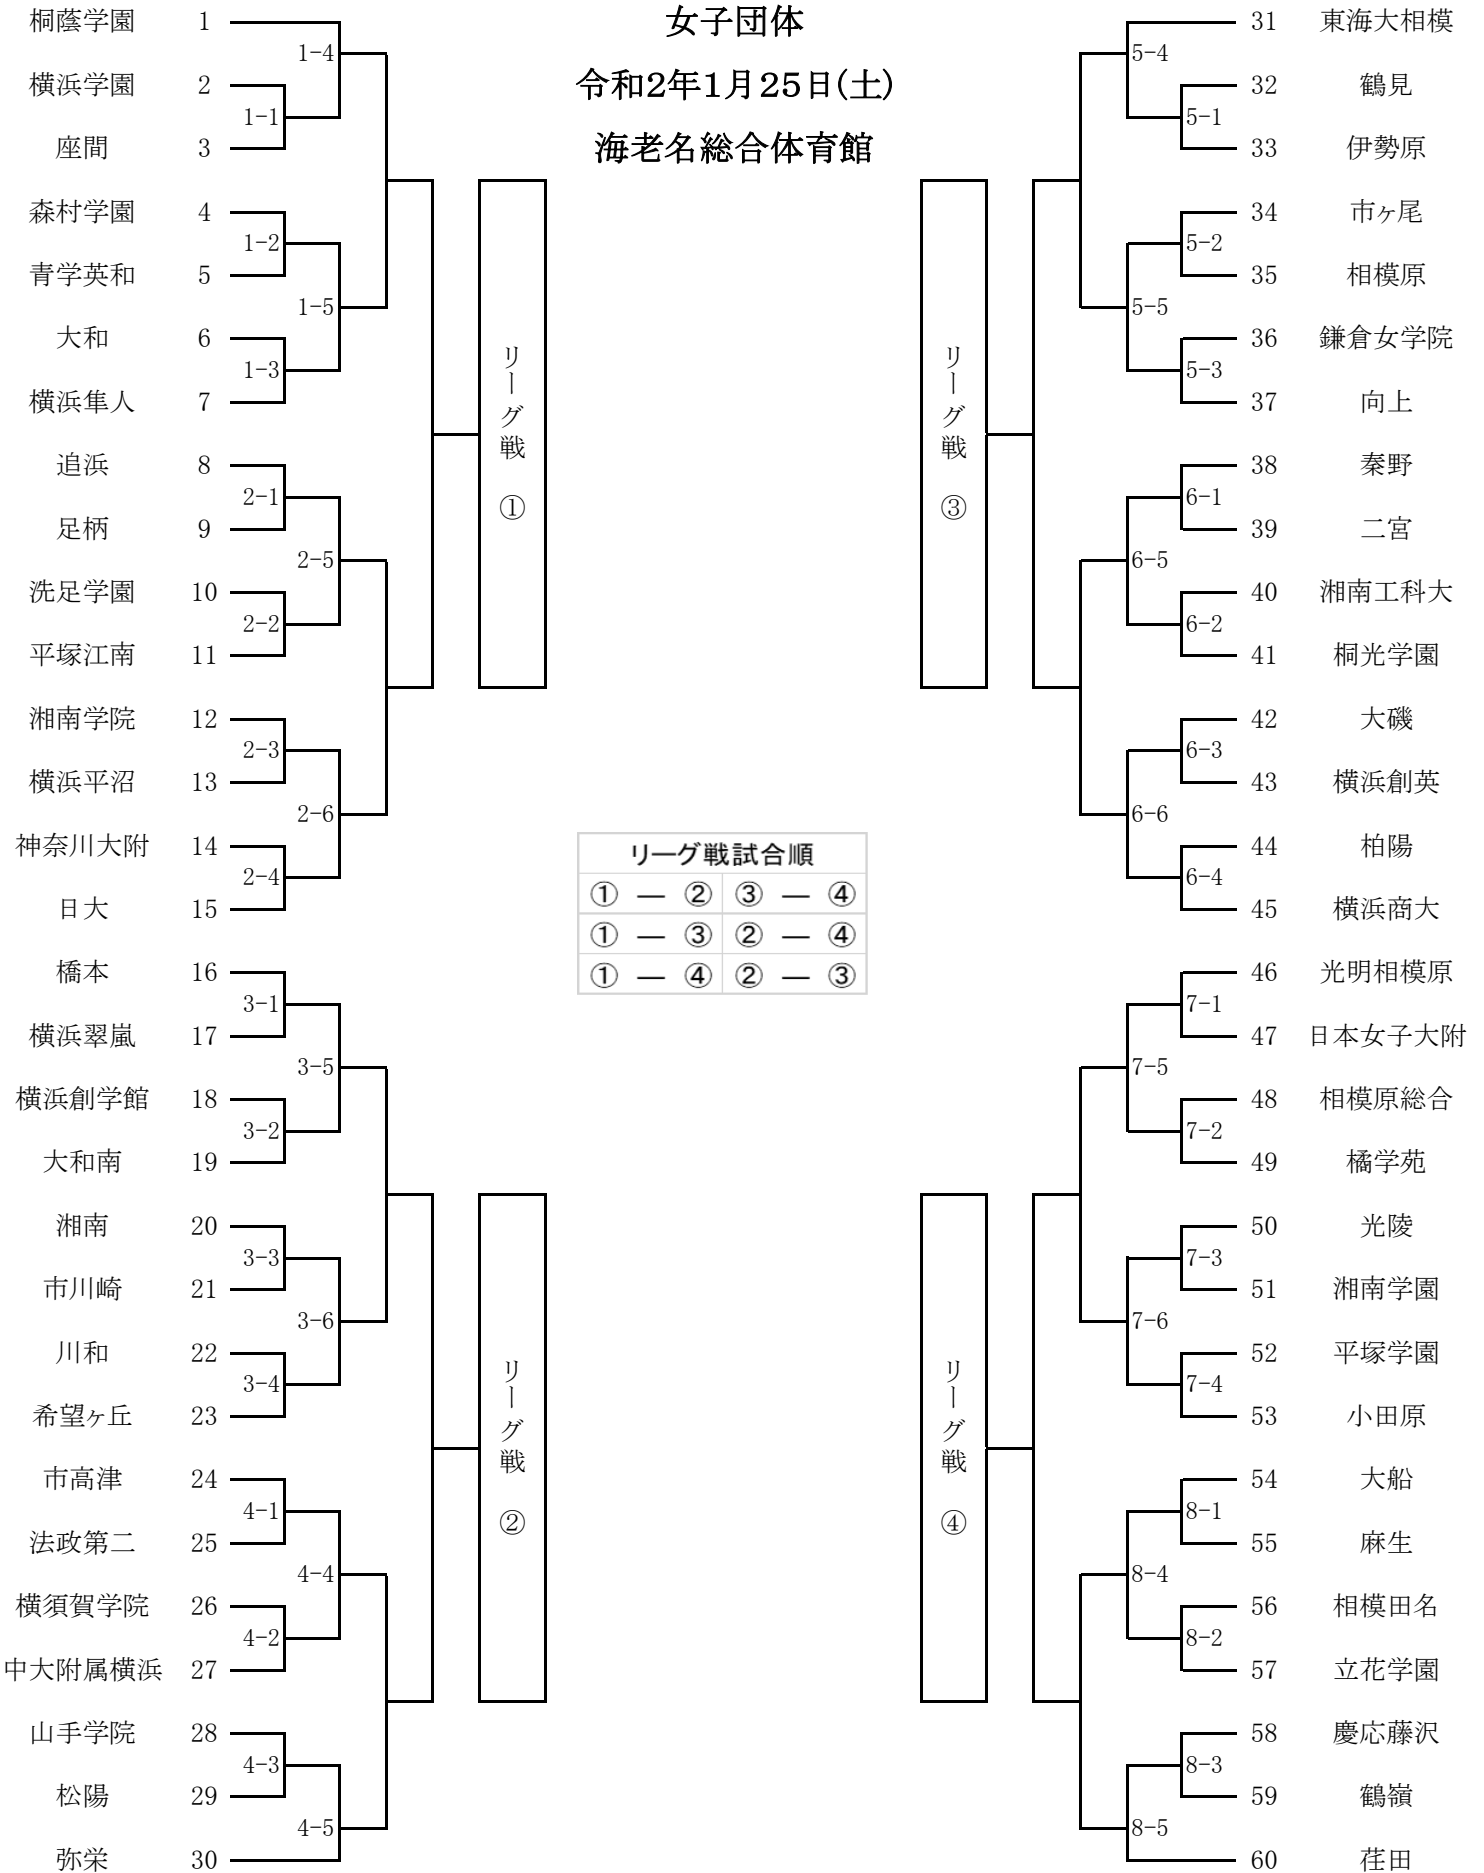 女子団体
令和2年1月25日(土)
海老名総合体育館
桐蔭学園 1
1-4
横浜学園 2
1-1
座間 3
森村学園 4
1-2
青学英和 5
1-5
大和 6
1-3
横浜隼人 7
追浜 8
2-1
足柄 9
2-5
洗足学園 10
2-2
平塚江南 11
湘南学院 12
2-3
横浜平沼 13
2-6
神奈川大附 14
2-4
日大 15
リーグ戦 ①
橋本 16
3-1
横浜翠嵐 17
3-5
横浜創学館 18
3-2
大和南 19
湘南 20
3-3
市川崎 21
3-6
川和 22
3-4
希望ヶ丘 23
市高津 24
4-1
法政第二 25
4-4
横須賀学院 26
4-2
中大附属横浜 27
山手学院 28
4-3
松陽 29
4-5
弥栄 30
リーグ戦 ②
リーグ戦試合順
① ― ② ③ ― ④
① ― ③ ② ― ④
① ― ④ ② ― ③
31 東海大相模
5-4
32 鶴見
5-1
33 伊勢原
34 市ヶ尾
5-2
35 相模原
5-5
36 鎌倉女学院
5-3
37 向上
38 秦野
6-1
39 二宮
6-5
40 湘南工科大
6-2
41 桐光学園
42 大磯
6-3
43 横浜創英
6-6
44 柏陽
6-4
45 横浜商大
リーグ戦 ③
46 光明相模原
7-1
47 日本女子大附
7-5
48 相模原総合
7-2
49 橘学苑
50 光陵
7-3
51 湘南学園
7-6
52 平塚学園
7-4
53 小田原
54 大船
8-1
55 麻生
8-4
56 相模田名
8-2
57 立花学園
58 慶応藤沢
8-3
59 鶴嶺
8-5
60 荏田
リーグ戦 ④